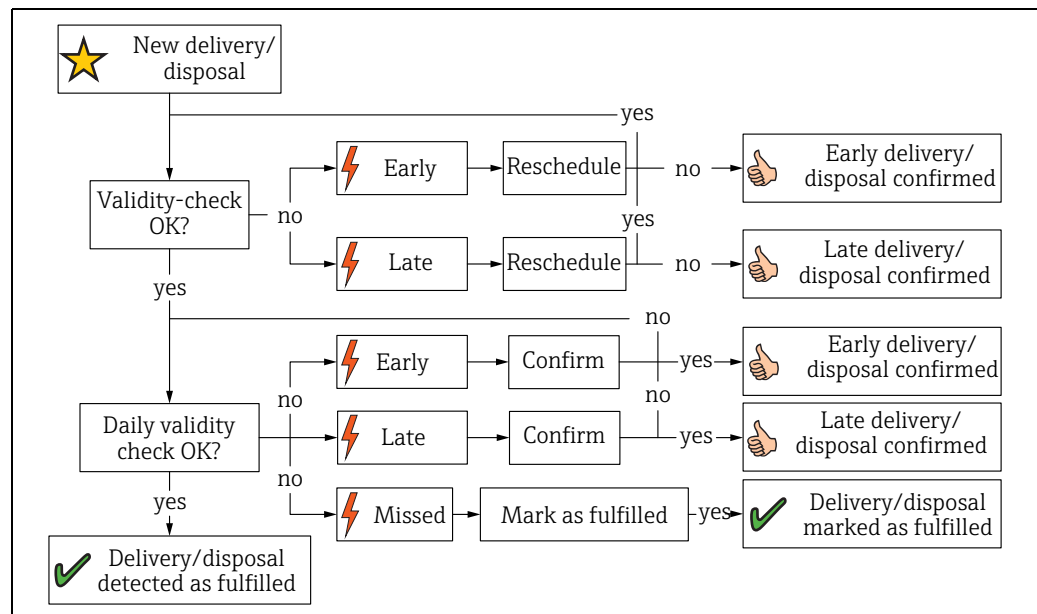 New delivery/
disposal
yes
Early
Reschedule
no
Early delivery/
disposal confirmed
Validity-check
OK?
no
yes
Late
Reschedule
no
Late delivery/
disposal confirmed
yes
no
Early
Confirm
yes
Early delivery/
disposal confirmed
no
no
Daily validity
check OK?
Late
Confirm
yes
Late delivery/
disposal confirmed
no
yes
Missed
Mark as fulfilled
yes
Delivery/disposal
marked as fulfilled
Delivery/disposal
detected as fulfilled